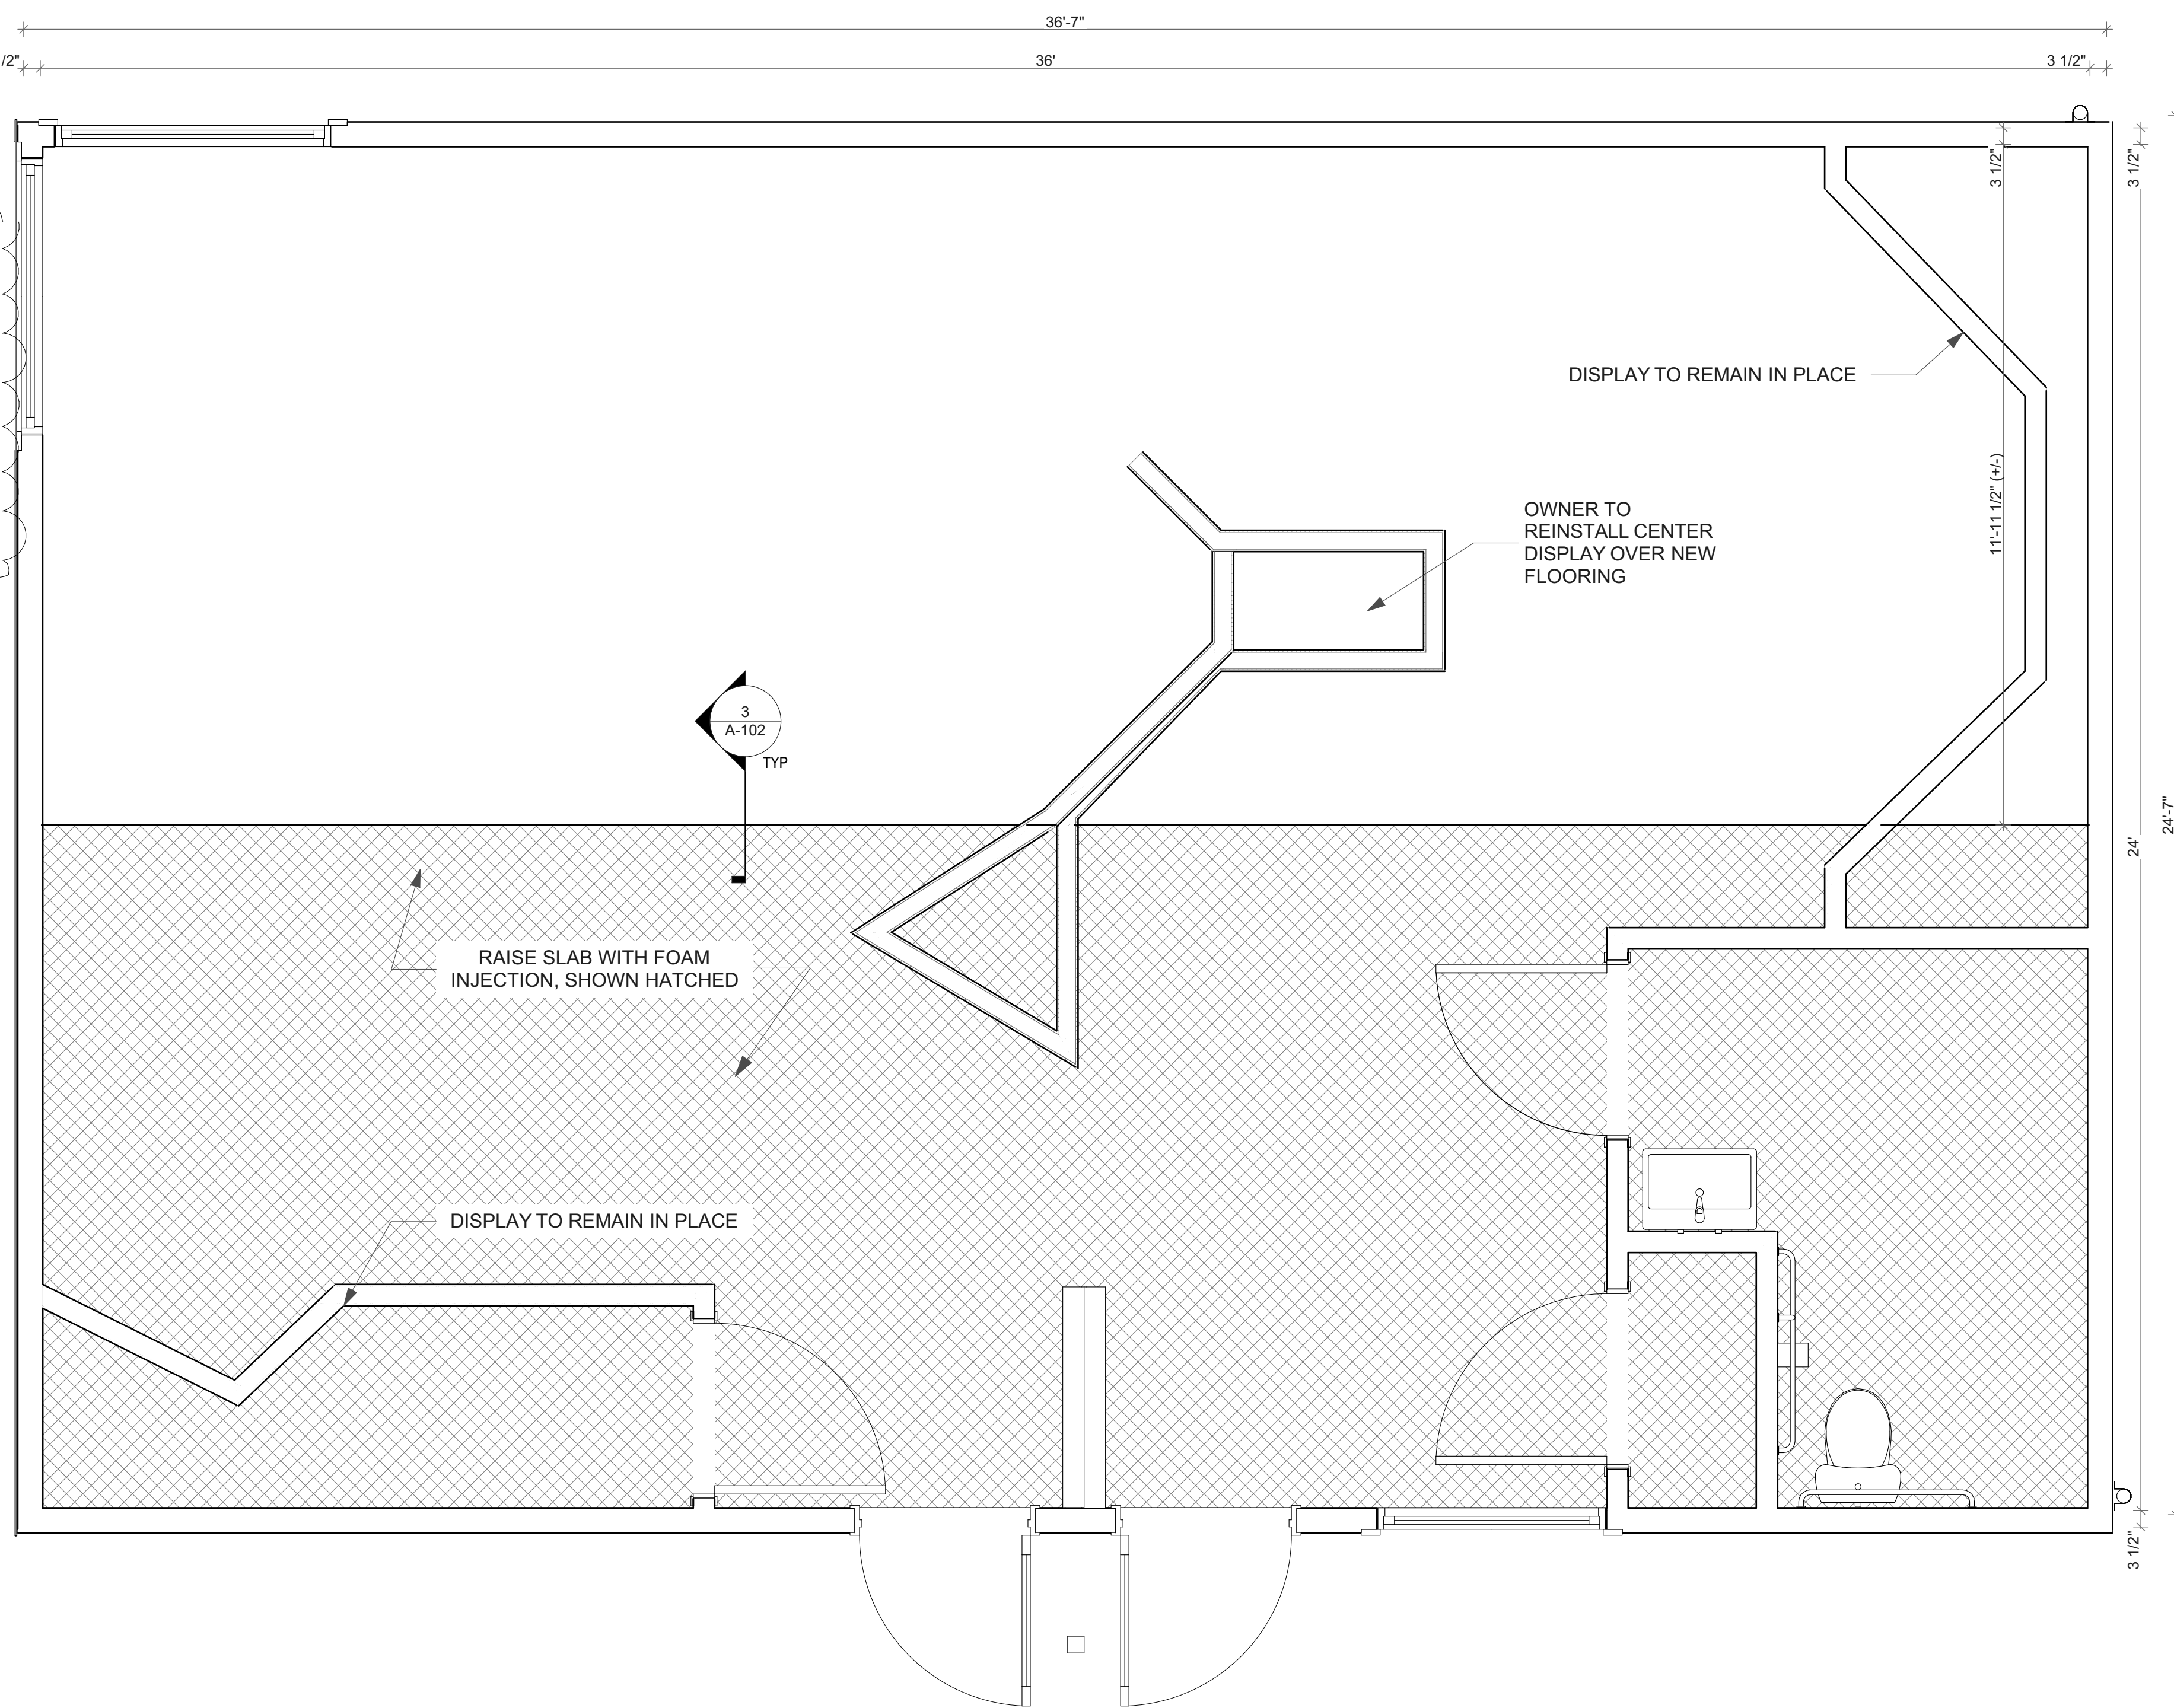 36'-7"
/2"
36'
3 1/2"
3 1/2"
3 1/2"
DISPLAY TO REMAIN IN PLACE
11'-11 1/2" (+/-)
OWNER TO
REINSTALL CENTER
DISPLAY OVER NEW
FLOORING
3
A-102
TYP
24'
24'-7"
RAISE SLAB WITH FOAM
INJECTION, SHOWN HATCHED
DISPLAY TO REMAIN IN PLACE
3 1/2"